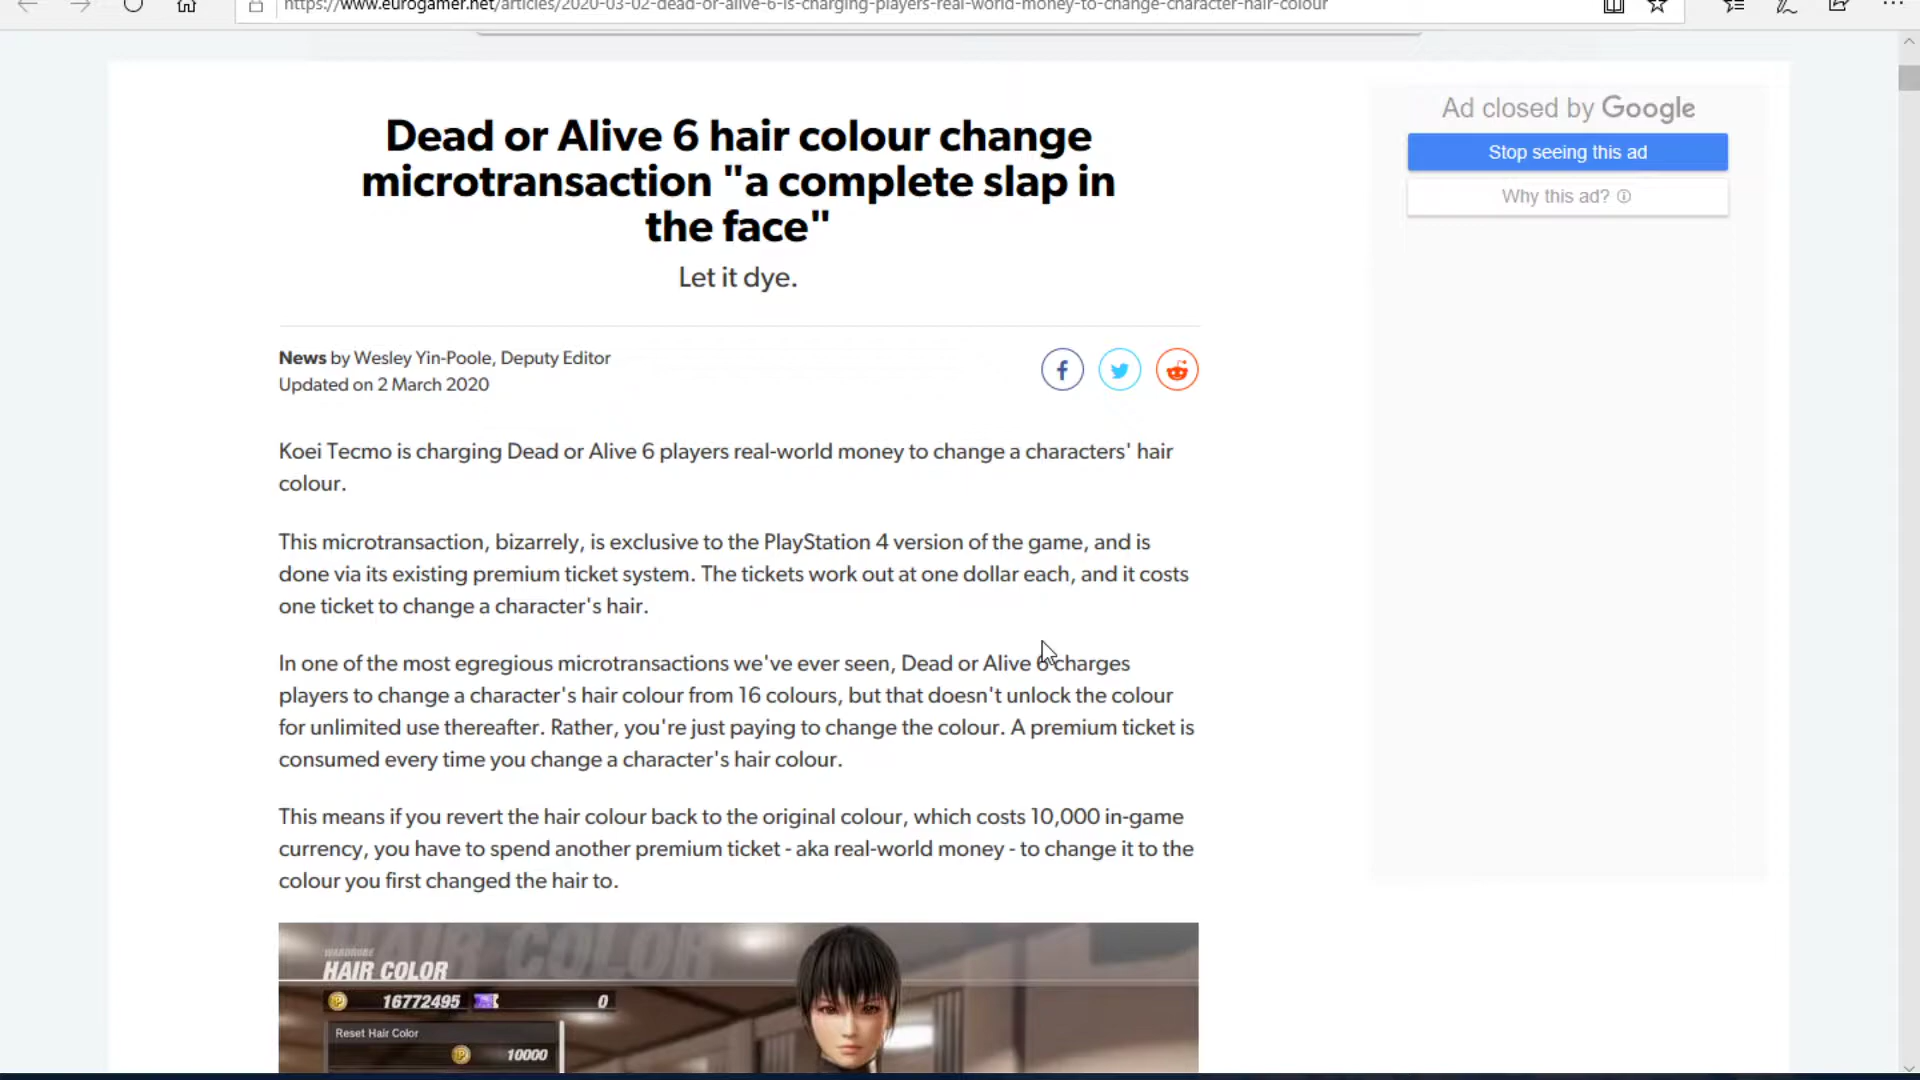 https://www.eurogamer.net/articles/2020-03-02-dead-or-alive-6-is-charging-players-real-world-money-to-change-character-hair-colour
Dead or Alive 6 hair colour change
microtransaction "a complete slap in
the face"
Let it dye.
News by Wesley Yin-Poole, Deputy Editor
Updated on 2 March 2020
Koei Tecmo is charging Dead or Alive 6 players real-world money to change a characters' hair
colour.
This microtransaction, bizarrely, is exclusive to the PlayStation 4 version of the game, and is
done via its existing premium ticket system. The tickets work out at one dollar each, and it costs
one ticket to change a character's hair.
In one of the most egregious microtransactions we've ever seen, Dead or Alive 6 charges
players to change a character's hair colour from 16 colours, but that doesn't unlock the colour
for unlimited use thereafter. Rather, you're just paying to change the colour. A premium ticket is
consumed every time you change a character's hair colour.
This means if you revert the hair colour back to the original colour, which costs 10,000 in-game
currency, you have to spend another premium ticket - aka real-world money - to change it to the
colour you first changed the hair to.
HAIR COLOR
WARDROBE
HAIR COLOR
16772495 0
Reset Hair Color
10000
Ad closed by Google
Stop seeing this ad
Why this ad?